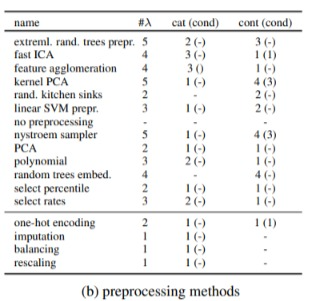 name #λ cat (cond) cont (cond)
extreml. rand. trees prepr. 5 2 (-) 3 (-)
fast ICA 4 3 (-) 1 (1)
feature agglomeration 4 3 () 1 (-)
kernel PCA 5 1 (-) 4 (3)
rand. kitchen sinks 2 - 2 (-)
linear SVM prepr. 3 1 (-) 2 (-)
no preprocessing - - -
nystroem sampler 5 1 (-) 4 (3)
PCA 2 1 (-) 1 (-)
polynomial 3 2 (-) 1 (-)
random trees embed. 4 - 4 (-)
select percentile 2 1 (-) 1 (-)
select rates 3 2 (-) 1 (-)
one-hot encoding 2 1 (-) 1 (1)
imputation 1 1 (-) -
balancing 1 1 (-) -
rescaling 1 1 (-) -
(b) preprocessing methods